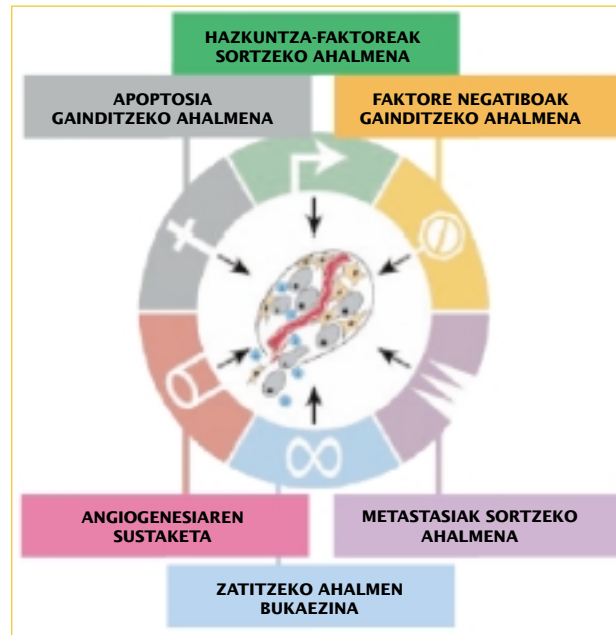 HAZKUNTZA-FAKTOREAK
SORTZEKO AHALMENA
APOPTOSIA
GAINDITZEKO AHALMENA
FAKTORE NEGATIBOAK
GAINDITZEKO AHALMENA
ANGIOGENESIAREN
SUSTAKETA
METASTASIAK SORTZEKO
AHALMENA
ZATITZEKO AHALMEN
BUKAEZINA